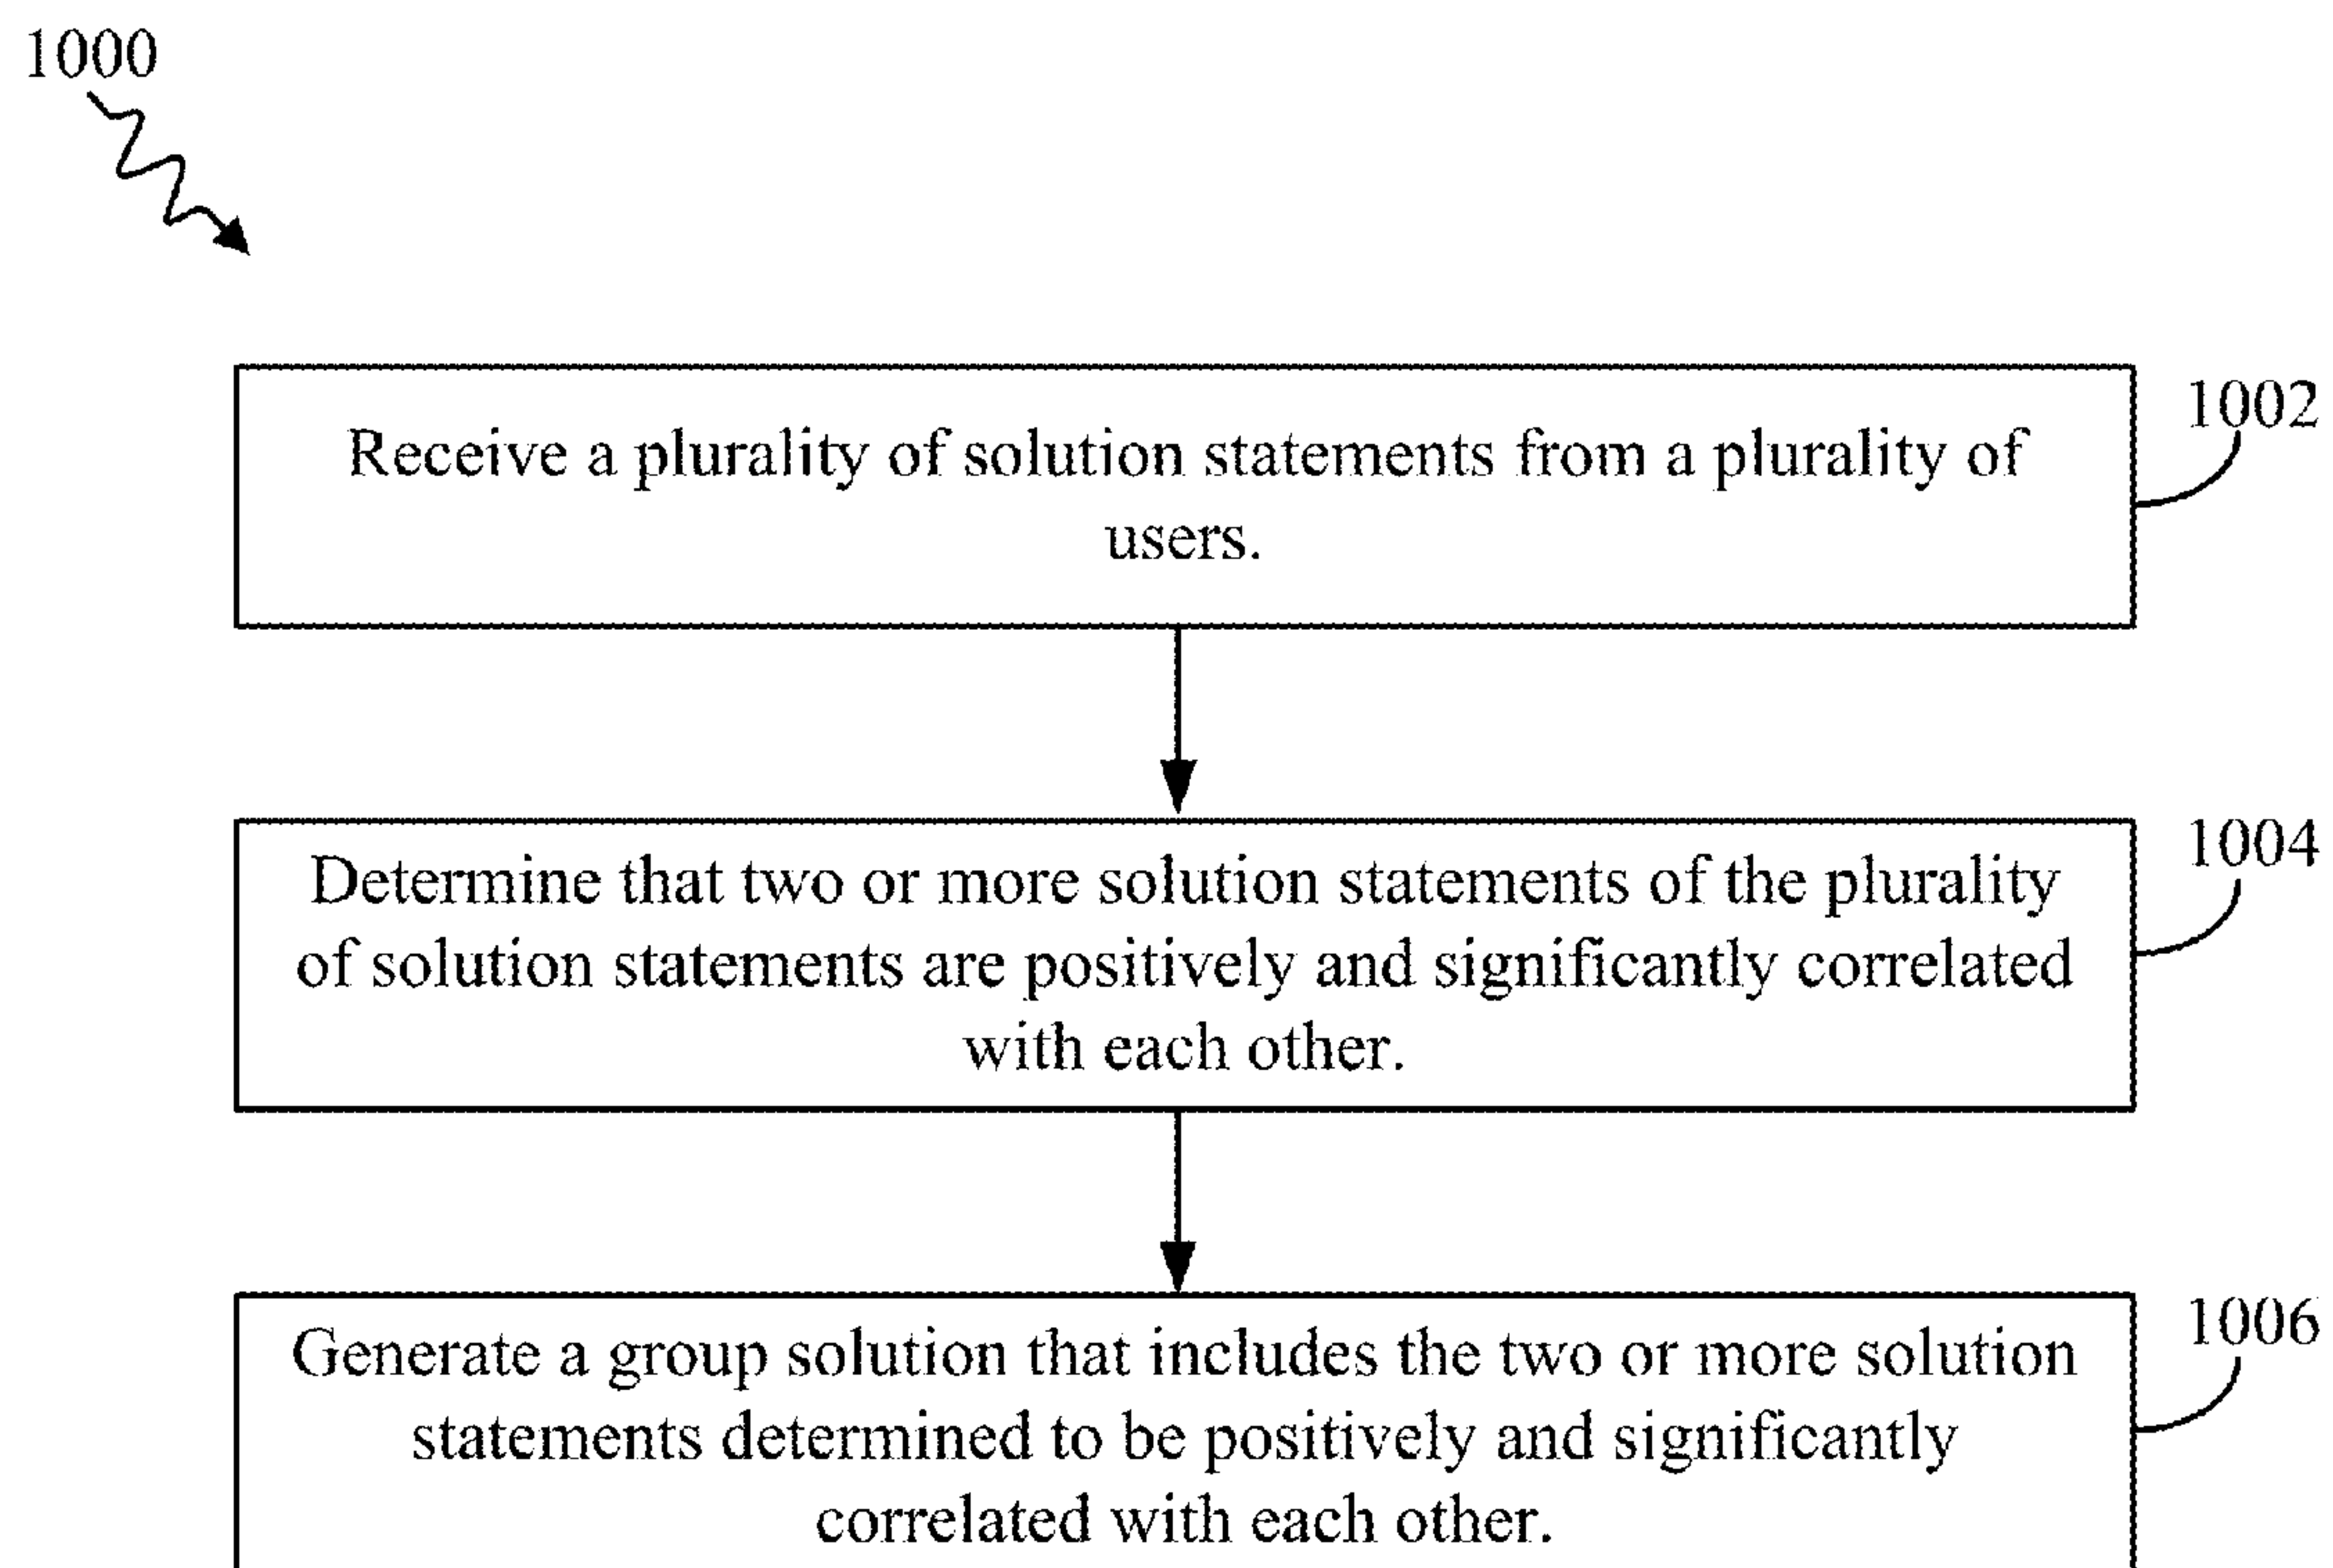 1000
1002
Receive a plurality of solution statements from a plurality of
users.
1004
Determine that two or more solution statements of the plurality
of solution statements are positively and significantly correlated
with each other.
1006
Generate a group solution that includes the two or more solution
statements determined to be positively and significantly
correlated with each other.